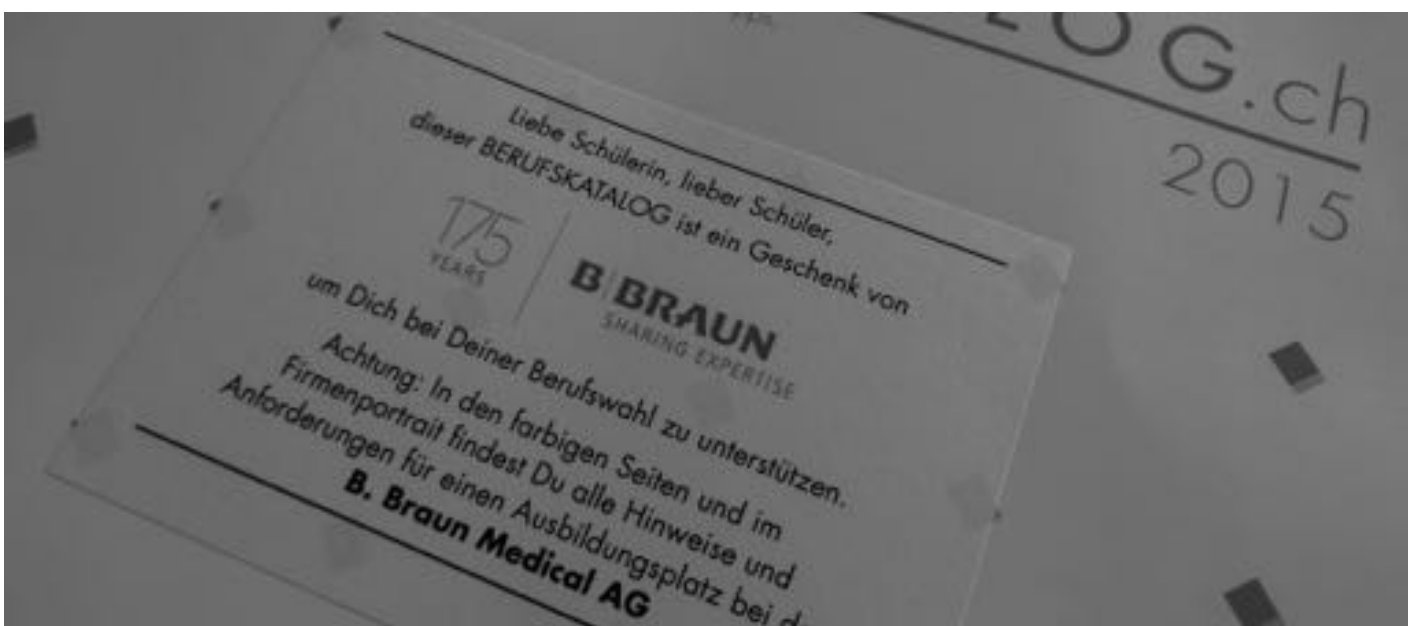 LOG.ch
2015
Liebe Schülerin, lieber Schüler,
dieser BERUFSKATALOG ist ein Geschenk von
175
YEARS
B BRAUN
SHARING EXPERTISE
um Dich bei Deiner Berufswahl zu unterstützen.
Achtung: In den farbigen Seiten und im
Firmenportrait findest Du alle Hinweise und
Anforderungen für einen Ausbildungsplatz bei
B. Braun Medical AG